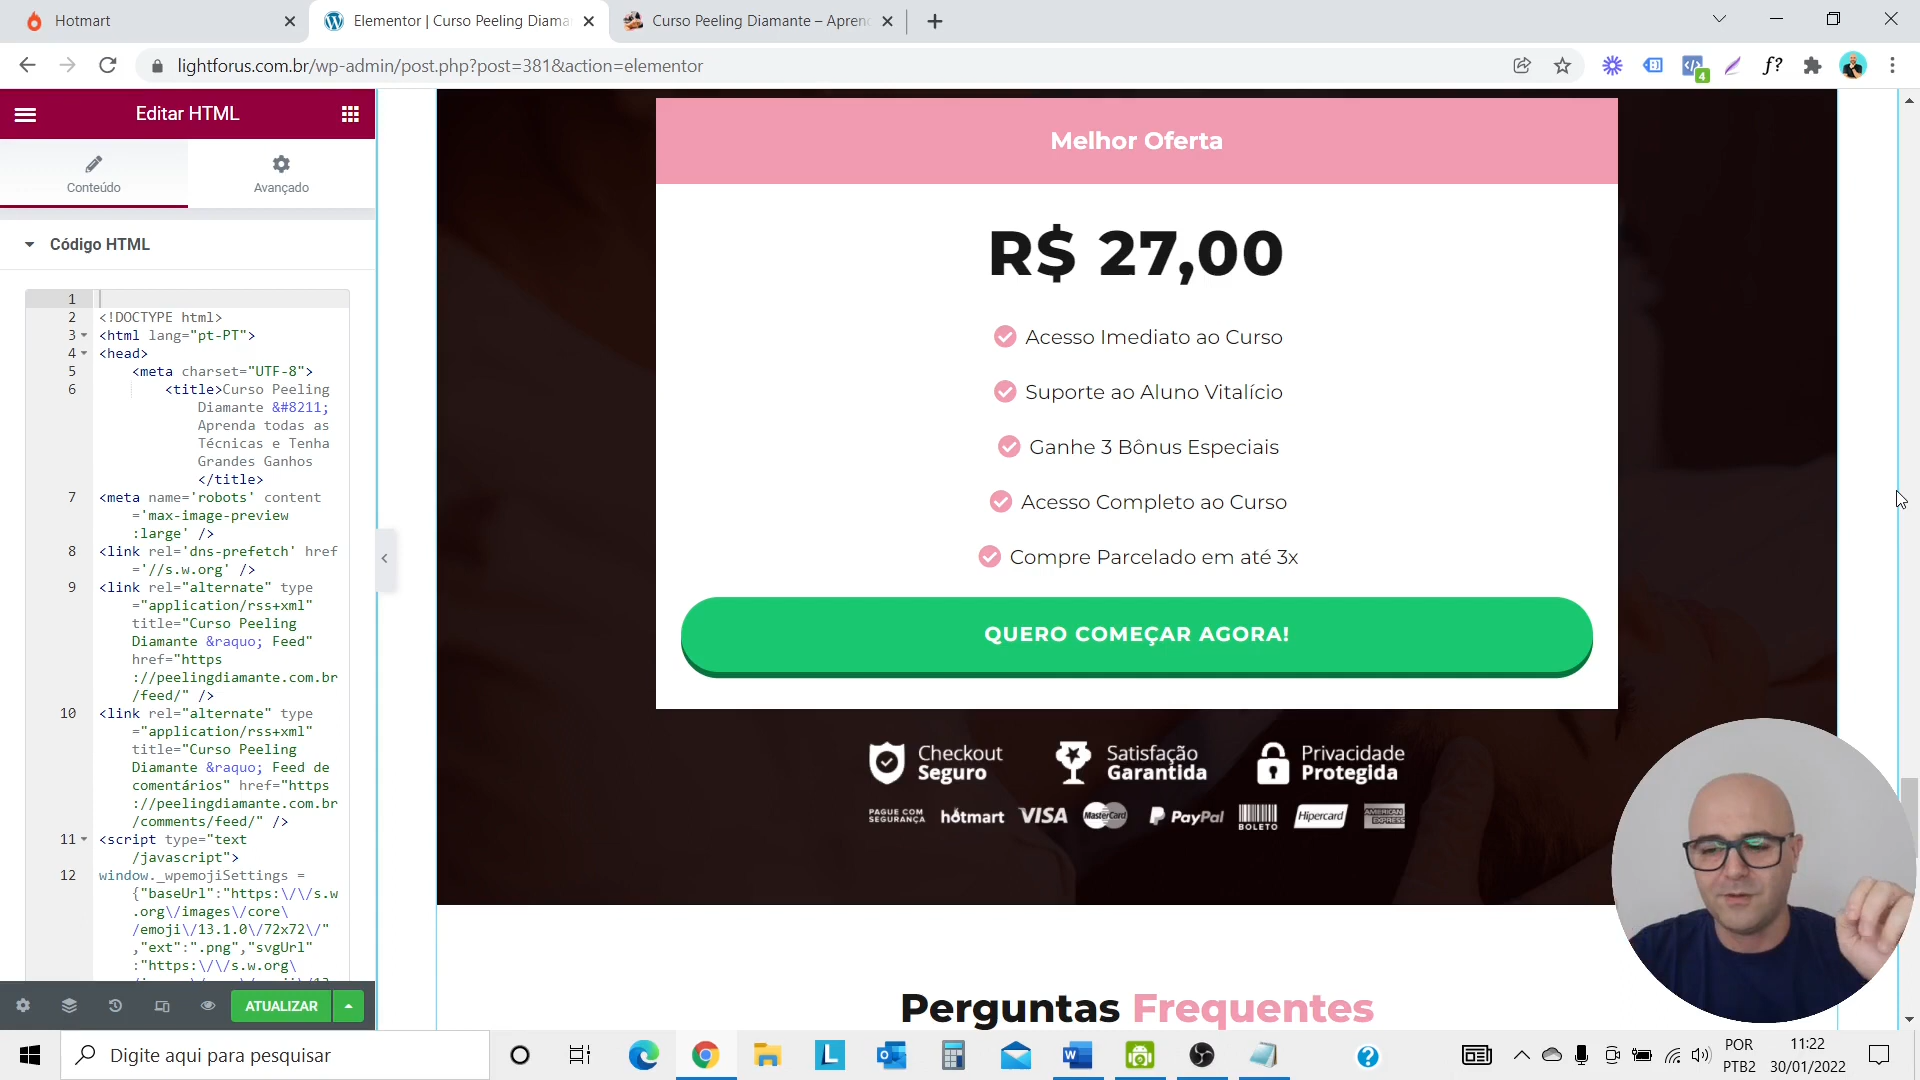 Hotmart
Elementor | Curso Peeling Diama
Curso Peeling Diamante – Apren
lightforus.com.br/wp-admin/post.php?post=381&action=elementor
4
f?
Editar HTML
Conteúdo
Avançado
Código HTML
1
2 <!DOCTYPE html>
3 <html lang="pt-PT">
4 <head>
5 <meta charset="UTF-8">
6 <title>Curso Peeling
Diamante &#8211;
Aprenda todas as
Técnicas e Tenha
Grandes Ganhos
</title>
7 <meta name='robots' content
='max-image-preview
:large' />
8 <link rel='dns-prefetch' href
='//s.w.org' />
9 <link rel="alternate" type
="application/rss+xml"
title="Curso Peeling
Diamante &raquo; Feed"
href="https
://peelingdiamante.com.br
/feed/" />
10 <link rel="alternate" type
="application/rss+xml"
title="Curso Peeling
Diamante &raquo; Feed de
comentários" href="https
://peelingdiamante.com.br
/comments/feed/" />
11 <script type="text
/javascript">
12 window._wpemojiSettings =
{"baseUrl":"https:\/\/s.w
.org\/images\/core\
/emoji\/13.1.0\/72x72\/"
,"ext":".png","svgUrl"
:"https:\/\/s.w.org\
ATUALIZAR
Melhor Oferta
R$ 27,00
Acesso Imediato ao Curso
Suporte ao Aluno Vitalício
Ganhe 3 Bônus Especiais
Acesso Completo ao Curso
Compre Parcelado em até 3x
QUERO COMEÇAR AGORA!
Checkout
Seguro
Satisfação
Garantida
Privacidade
Protegida
PAGUE COM
SEGURANÇA
hotmart
VISA
MasterCard
PayPal
BOLETO
Hipercard
AMERICAN
EXPRESS
Perguntas Frequentes
Digite aqui para pesquisar
POR
PTB2
11:22
30/01/2022